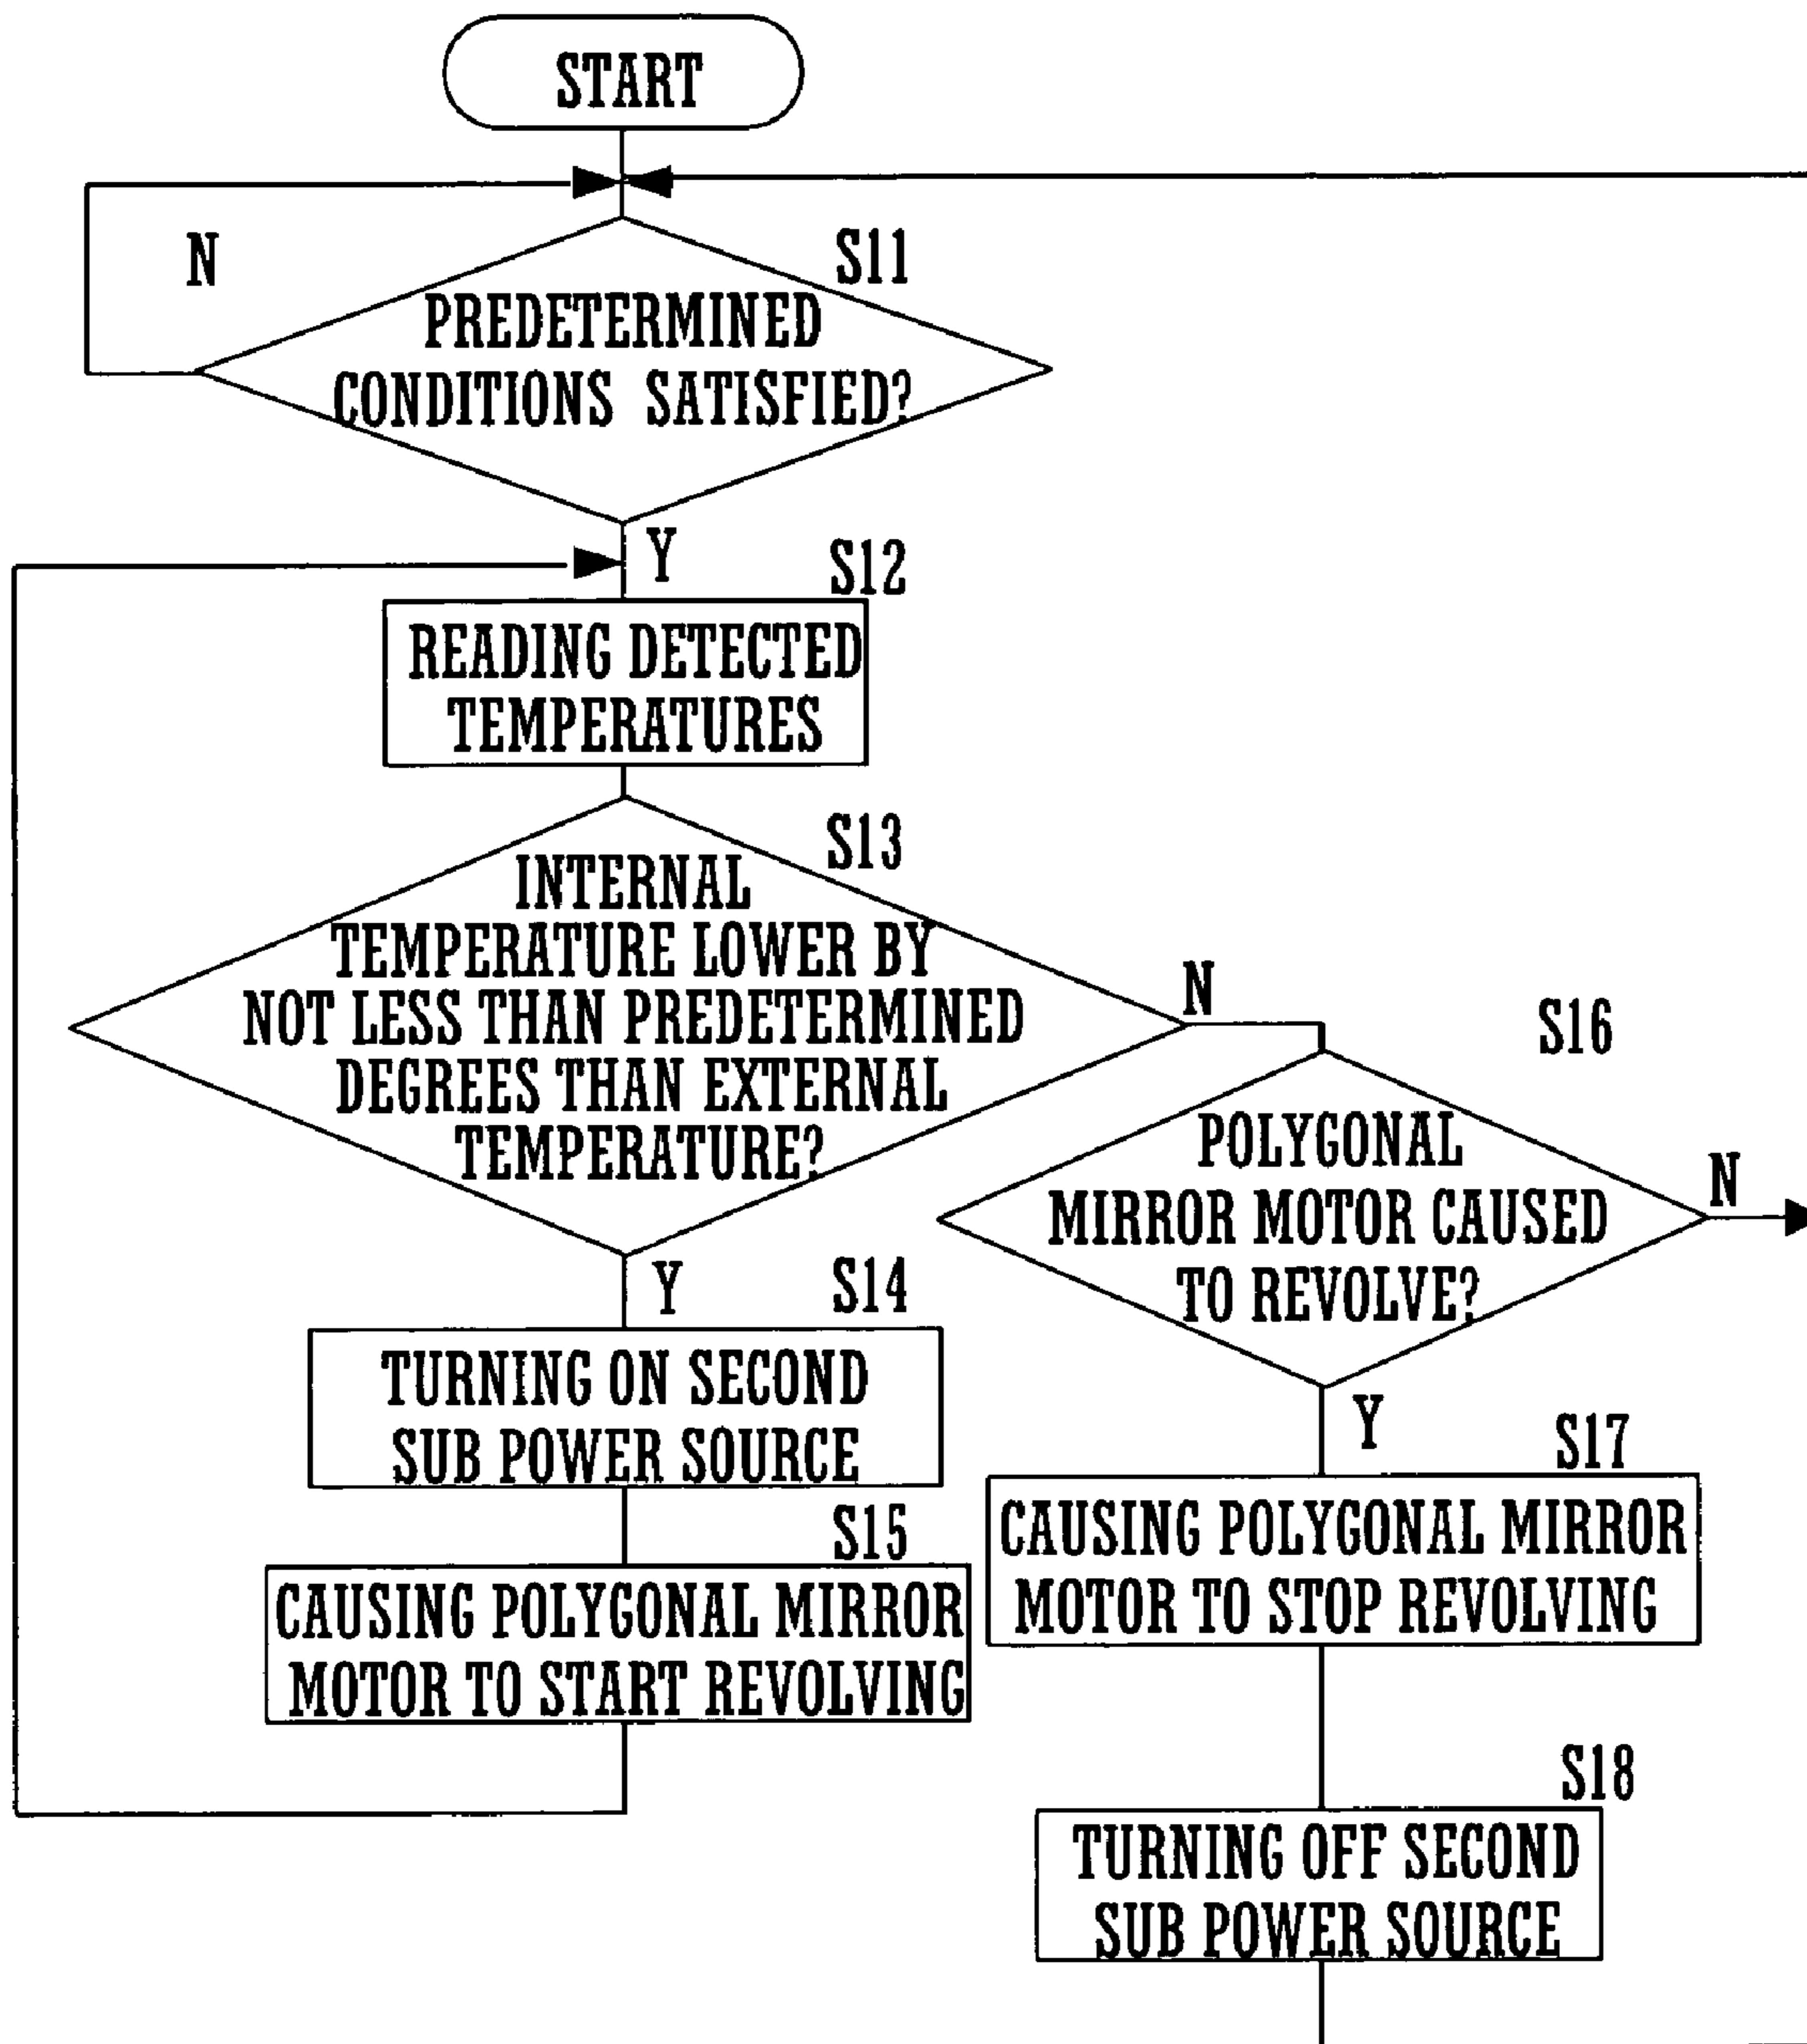 START
N
S11
PREDETERMINED
CONDITIONS SATISFIED?
Y
S12
READING DETECTED
TEMPERATURES
S13
INTERNAL
TEMPERATURE LOWER BY
NOT LESS THAN PREDETERMINED
DEGREES THAN EXTERNAL
TEMPERATURE?
N
Y
S14
TURNING ON SECOND
SUB POWER SOURCE
S15
CAUSING POLYGONAL MIRROR
MOTOR TO START REVOLVING
S16
POLYGONAL
MIRROR MOTOR CAUSED
TO REVOLVE?
N
Y
S17
CAUSING POLYGONAL MIRROR
MOTOR TO STOP REVOLVING
S18
TURNING OFF SECOND
SUB POWER SOURCE